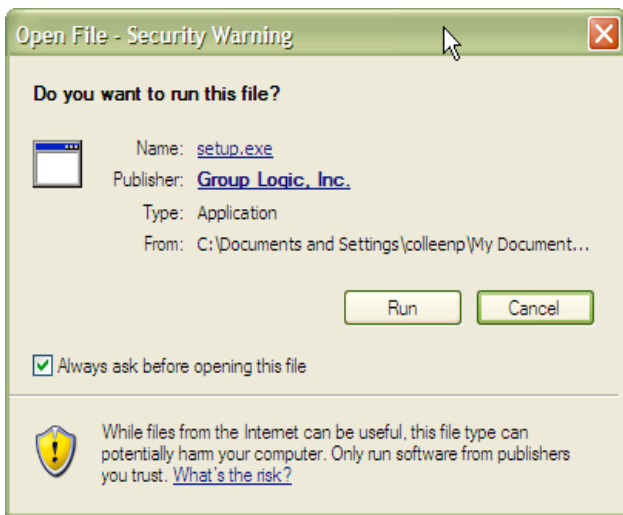 Open File - Security Warning
Do you want to run this file?
Name: setup.exe
Publisher: Group Logic, Inc.
Type: Application
From: C:\Documents and Settings\colleenp\My Document...
Run Cancel
Always ask before opening this file
While files from the Internet can be useful, this file type can
potentially harm your computer. Only run software from publishers
you trust. What's the risk?